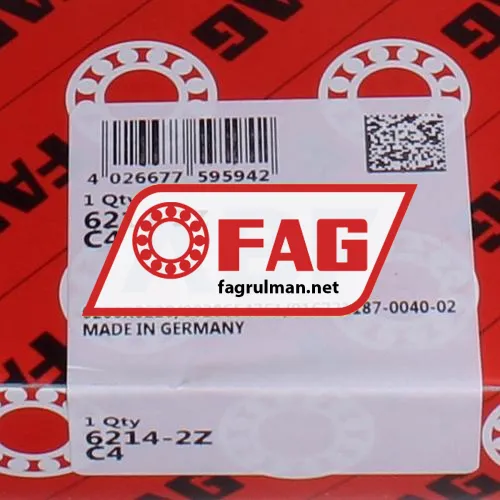 FAG
FAG
4 026677 595942
1 Qty
C4
FAG
fagrulman.net
187-0040-02
MADE IN GERMANY
1 Qty
6214-2Z
C4